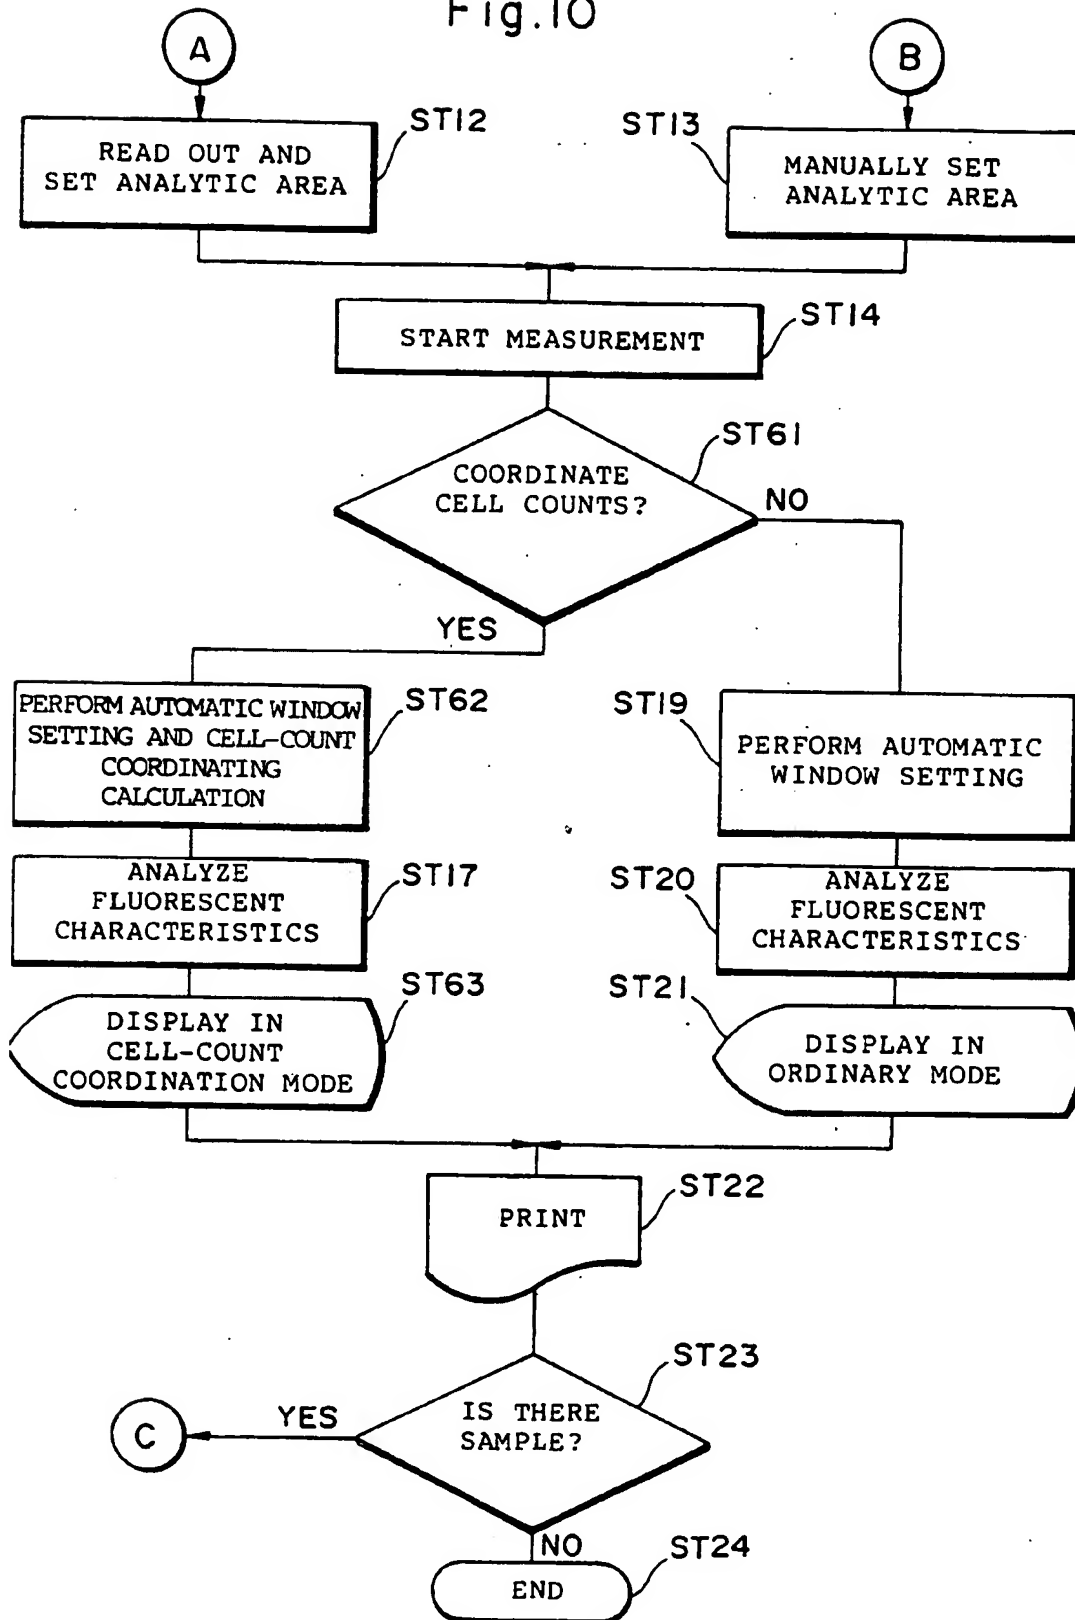 Fig.10
A
B
ST12
READ OUT AND
SET ANALYTIC AREA
ST13
MANUALLY SET
ANALYTIC AREA
ST14
START MEASUREMENT
ST61
COORDINATE
CELL COUNTS?
NO
YES
ST62
PERFORM AUTOMATIC WINDOW
SETTING AND CELL-COUNT
COORDINATING
CALCULATION
ST19
PERFORM AUTOMATIC
WINDOW SETTING
ST17
ANALYZE
FLUORESCENT
CHARACTERISTICS
ST20
ANALYZE
FLUORESCENT
CHARACTERISTICS
ST63
DISPLAY IN
CELL-COUNT
COORDINATION MODE
ST21
DISPLAY IN
ORDINARY MODE
ST22
PRINT
ST23
IS THERE
SAMPLE?
YES
C
NO
ST24
END